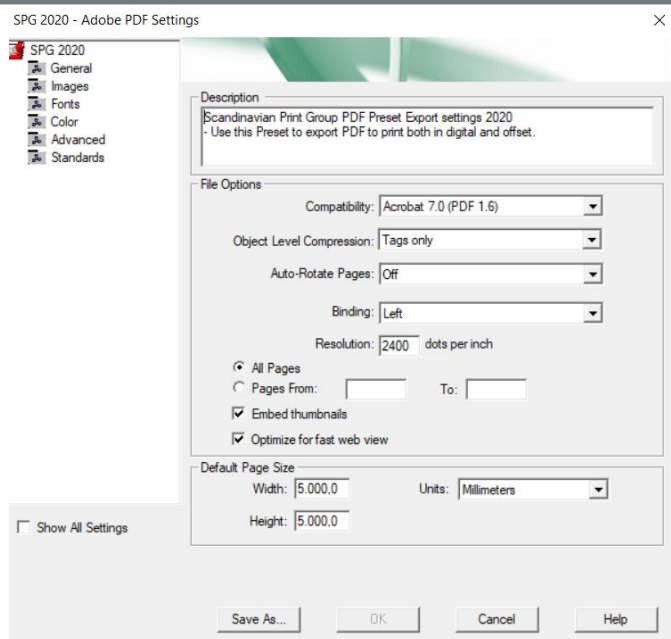 SPG 2020 - Adobe PDF Settings
SPG 2020
General
Images
Fonts
Color
Advanced
Standards
Show All Settings
Description
Scandinavian Print Group PDF Preset Export settings 2020
- Use this Preset to export PDF to print both in digital and offset.
File Options
Compatibility: Acrobat 7.0 (PDF 1.6)
Object Level Compression: Tags only
Auto-Rotate Pages: Off
Binding: Left
Resolution: 2400 dots per inch
All Pages
Pages From: To:
Embed thumbnails
Optimize for fast web view
Default Page Size
Width: 5.000,0 Units: Millimeters
Height: 5.000,0
Save As... OK Cancel Help